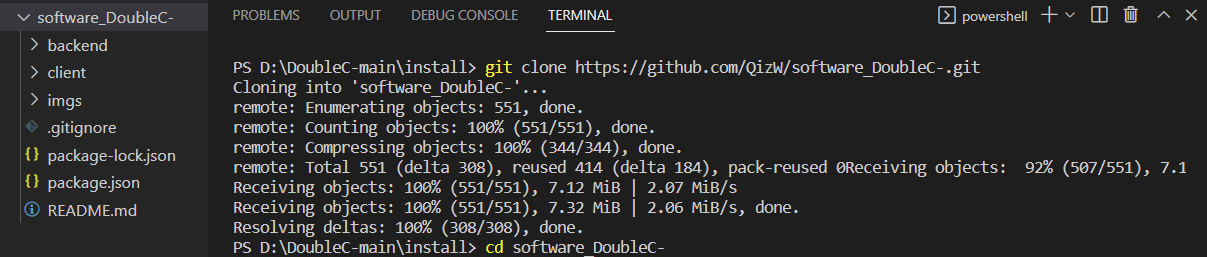 software_DoubleC-
backend
client
imgs
.gitignore
package-lock.json
package.json
README.md
PROBLEMS OUTPUT DEBUG CONSOLE TERMINAL powershell
PS D:\DoubleC-main\install> git clone https://github.com/QizW/software_DoubleC-.git
Cloning into 'software_DoubleC-'...
remote: Enumerating objects: 551, done.
remote: Counting objects: 100% (551/551), done.
remote: Compressing objects: 100% (344/344), done.
remote: Total 551 (delta 308), reused 414 (delta 184), pack-reused 0Receiving objects:  92% (507/551), 7.1
Receiving objects: 100% (551/551), 7.12 MiB | 2.07 MiB/s
Receiving objects: 100% (551/551), 7.32 MiB | 2.06 MiB/s, done.
Resolving deltas: 100% (308/308), done.
PS D:\DoubleC-main\install> cd software_DoubleC-